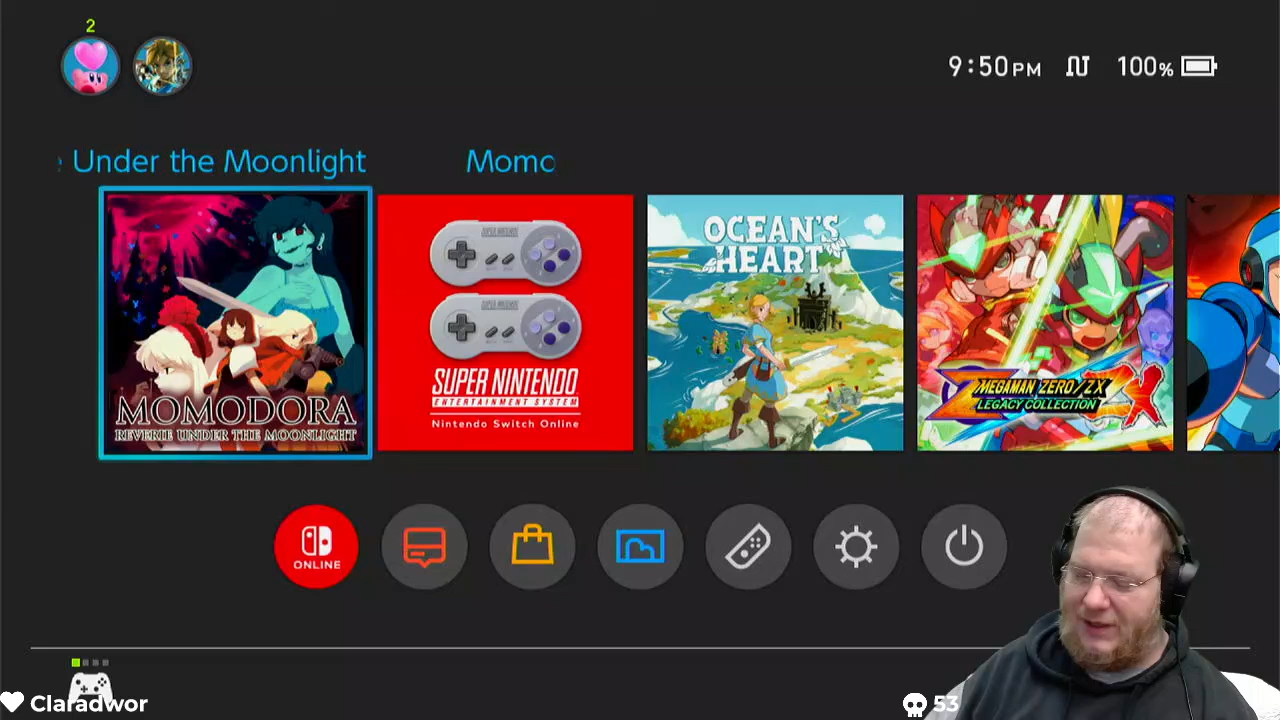 2
9:50PM
100%
Under the Moonlight
Momo
MOMODORA
REVERIE UNDER THE MOONLIGHT
SUPER NINTENDO
ENTERTAINMENT SYSTEM
Nintendo Switch Online
OCEAN'S
HEART
MEGAMAN ZERO/ZX
LEGACY COLLECTION
ZX
ONLINE
Claradwor
53